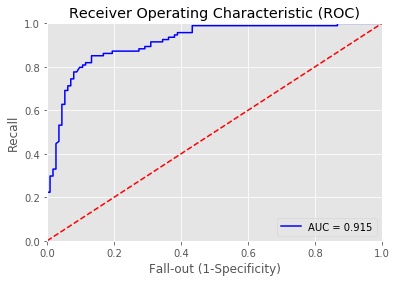 Receiver Operating Characteristic (ROC)
1.0
0.8
0.6
0.4
0.2
0.0
Recall
AUC = 0.915
0.0 0.2 0.4 0.6 0.8 1.0
Fall-out (1-Specificity)